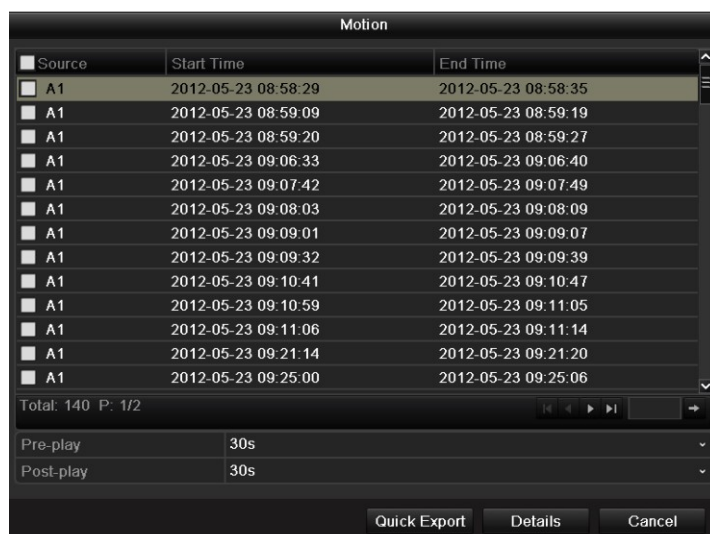 Motion
Source Start Time End Time
A1 2012-05-23 08:58:29 2012-05-23 08:58:35
A1 2012-05-23 08:59:09 2012-05-23 08:59:19
A1 2012-05-23 08:59:20 2012-05-23 08:59:27
A1 2012-05-23 09:06:33 2012-05-23 09:06:40
A1 2012-05-23 09:07:42 2012-05-23 09:07:49
A1 2012-05-23 09:08:03 2012-05-23 09:08:09
A1 2012-05-23 09:09:01 2012-05-23 09:09:07
A1 2012-05-23 09:09:32 2012-05-23 09:09:39
A1 2012-05-23 09:10:41 2012-05-23 09:10:47
A1 2012-05-23 09:10:59 2012-05-23 09:11:05
A1 2012-05-23 09:11:06 2012-05-23 09:11:14
A1 2012-05-23 09:21:14 2012-05-23 09:21:20
A1 2012-05-23 09:25:00 2012-05-23 09:25:06
Total: 140 P: 1/2
Pre-play 30s
Post-play 30s
Quick Export Details Cancel